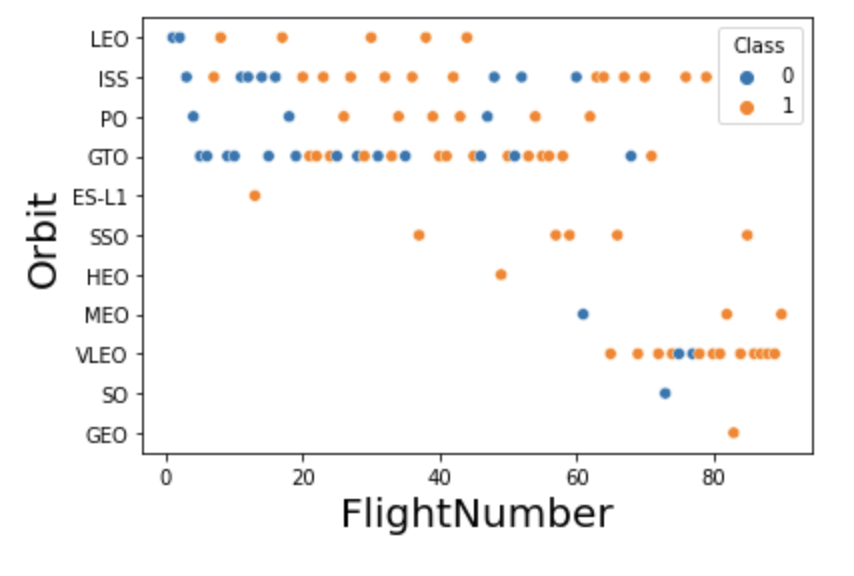 LEO
ISS
PO
GTO
ES-L1
SSO
HEO
MEO
VLEO
SO
GEO
Orbit
Class
0
1
0 20 40 60 80
FlightNumber